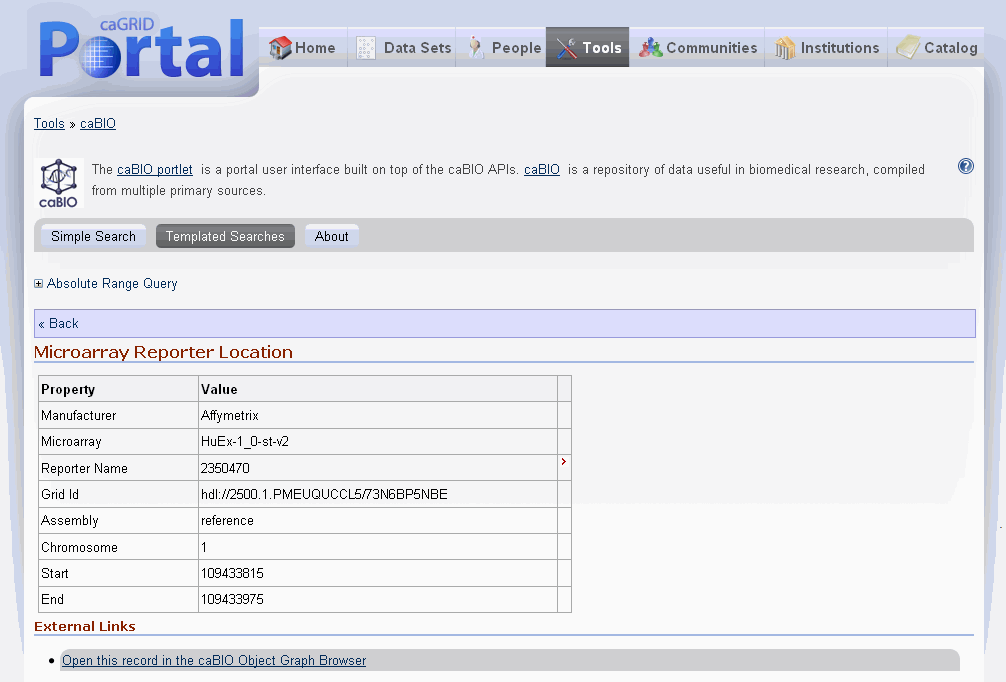 caGRID
Portal
Home Data Sets People Tools Communities Institutions Catalog
Tools » caBIO
The caBIO portlet is a portal user interface built on top of the caBIO APIs. caBIO is a repository of data useful in biomedical research, compiled
from multiple primary sources.
caBIO
Simple Search Templated Searches About
Absolute Range Query
« Back
Microarray Reporter Location
Property Value
Manufacturer Affymetrix
Microarray HuEx-1_0-st-v2
Reporter Name 2350470
Grid Id hdl://2500.1.PMEUQUCCL5/73N6BP5NBE
Assembly reference
Chromosome 1
Start 109433815
End 109433975
External Links
• Open this record in the caBIO Object Graph Browser